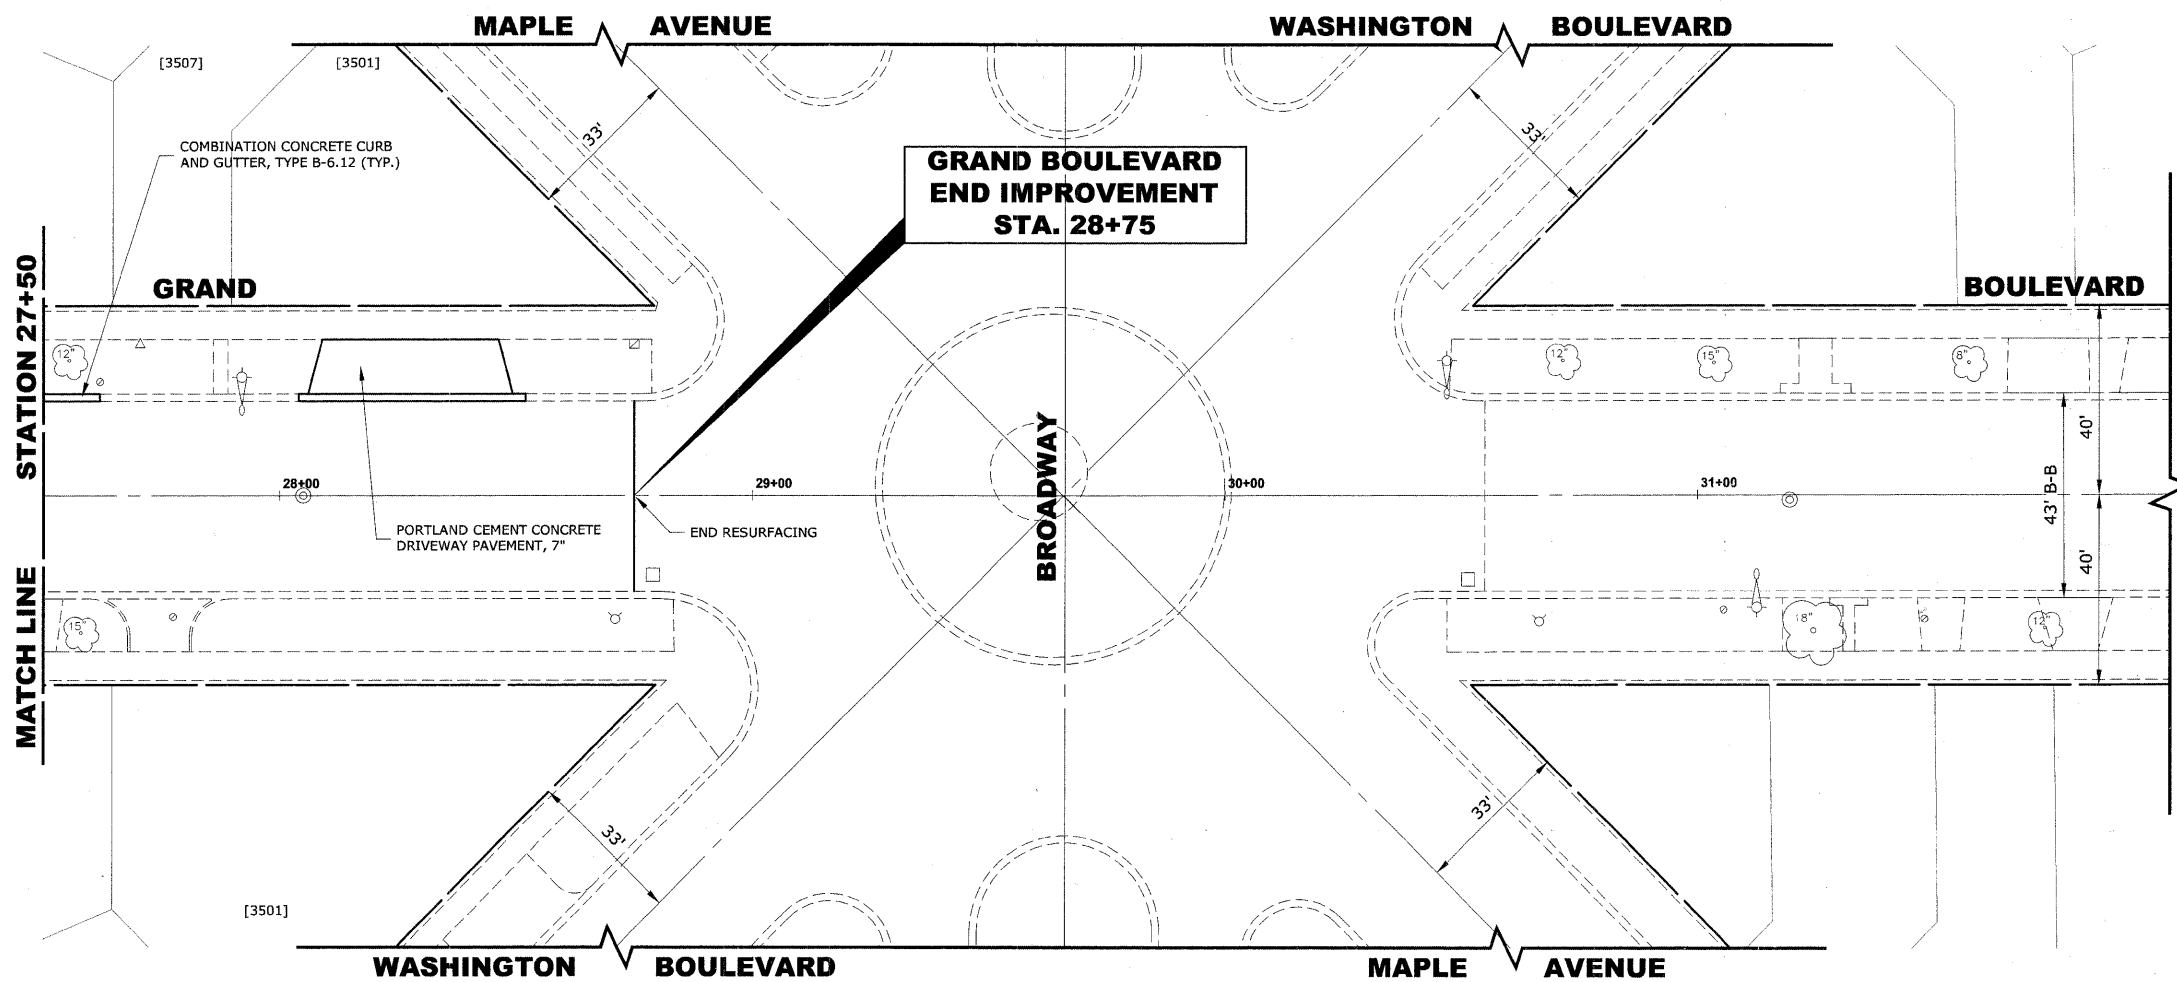 MAPLE AVENUE
WASHINGTON BOULEVARD
[3507]
[3501]
COMBINATION CONCRETE CURB
AND GUTTER, TYPE B-6.12 (TYP.)
33'
33'
GRAND BOULEVARD
END IMPROVEMENT
STA. 28+75
GRAND
BOULEVARD
MATCH LINE STATION 27+50
12"
12"
15"
8"
BROADWAY
28+00
29+00
30+00
31+00
40'
43' B-B
40'
PORTLAND CEMENT CONCRETE
DRIVEWAY PAVEMENT, 7"
END RESURFACING
15"
18"
12"
33'
33'
[3501]
WASHINGTON BOULEVARD
MAPLE AVENUE